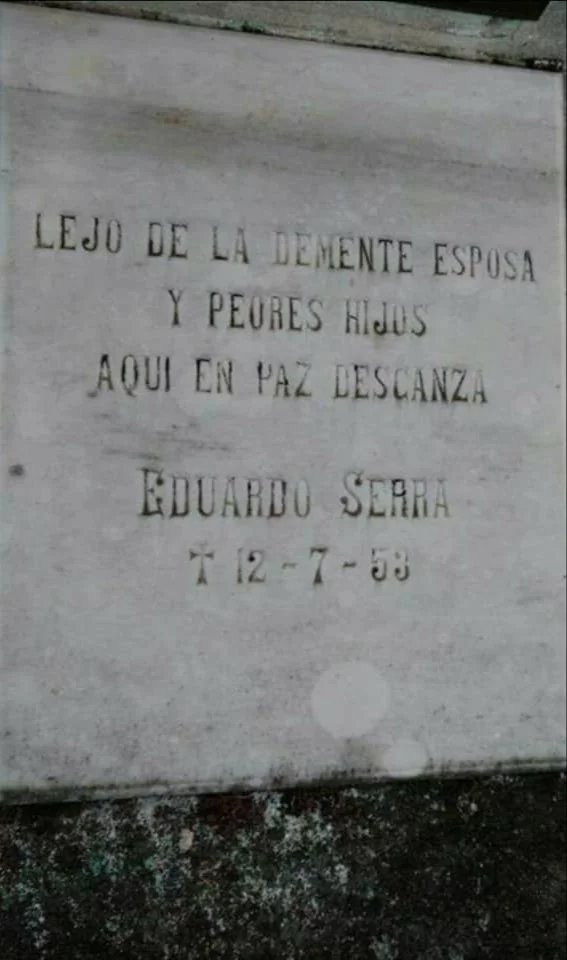 LEJO DE LA DEMENTE ESPOSA
Y PEORES HIJOS
AQUI EN PAZ DESCANZA
EDUARDO SERRA
✝ 12-7-53